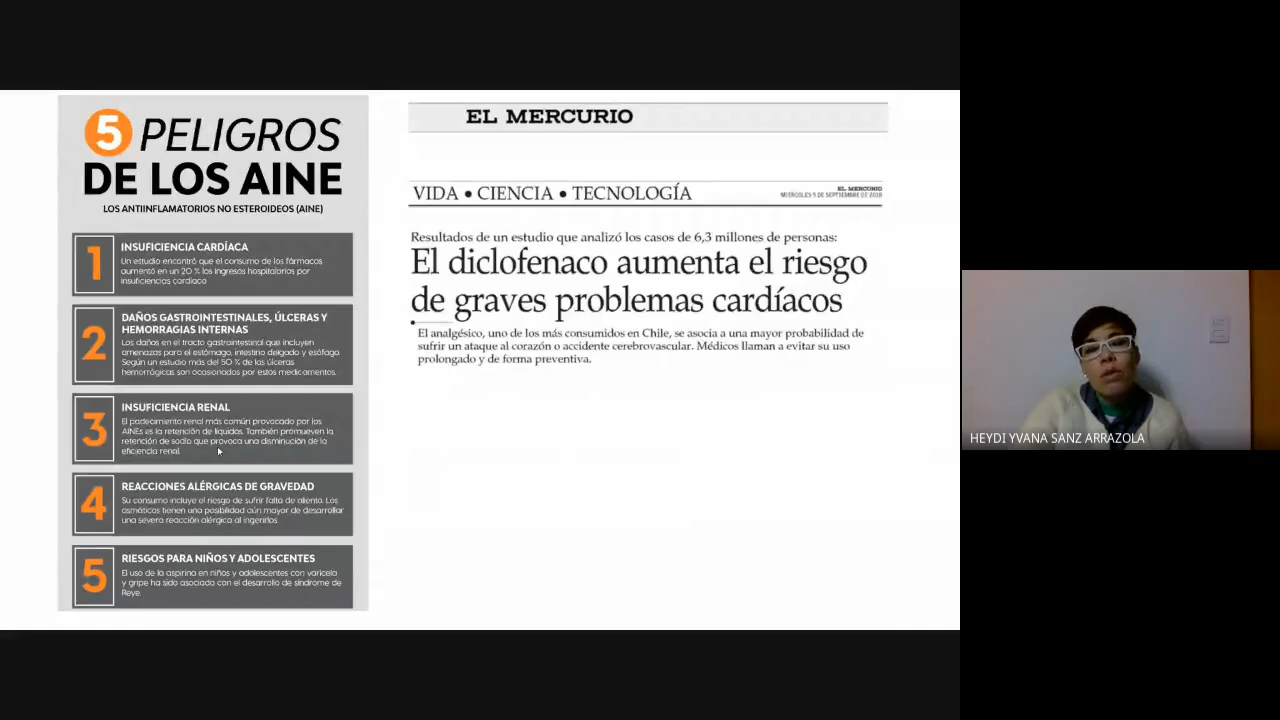 5 PELIGROS
DE LOS AINE
LOS ANTIINFLAMATORIOS NO ESTEROIDEOS (AINE)
1
INSUFICIENCIA CARDÍACA
Un estudio encontró que el consumo de los fármacos
aumentó en un 20 % los ingresos hospitalarios por
insuficiencias cardíaca
2
DAÑOS GASTROINTESTINALES, ÚLCERAS Y
HEMORRAGIAS INTERNAS
Los daños en el tracto gastrointestinal que incluyen
amenazas para el estómago, intestino delgado y esófago.
Según un estudio más del 50 % de las úlceras
hemorrágicas son ocasionados por estos medicamentos.
3
INSUFICIENCIA RENAL
El padecimiento renal más común provocado por los
AINEs es la retención de líquidos. También promueven la
retención de sodio que provoca una disminución de la
eficiencia renal.
4
REACCIONES ALÉRGICAS DE GRAVEDAD
Su consumo incluye el riesgo de sufrir falta de aliento. Los
asmáticos tienen una posibilidad aún mayor de desarrollar
una severa reacción alérgica al ingerirlos
5
RIESGOS PARA NIÑOS Y ADOLESCENTES
El uso de la aspirina en niños y adolescentes con varicela
y gripe ha sido asociado con el desarrollo de síndrome de
Reye.
EL MERCURIO
VIDA • CIENCIA • TECNOLOGÍA
EL MERCURIO
MIÉRCOLES 5 DE SEPTIEMBRE DE 2018
Resultados de un estudio que analizó los casos de 6,3 millones de personas:
El diclofenaco aumenta el riesgo
de graves problemas cardíacos
El analgésico, uno de los más consumidos en Chile, se asocia a una mayor probabilidad de
sufrir un ataque al corazón o accidente cerebrovascular. Médicos llaman a evitar su uso
prolongado y de forma preventiva.
HEYDI YVANA SANZ ARRAZOLA